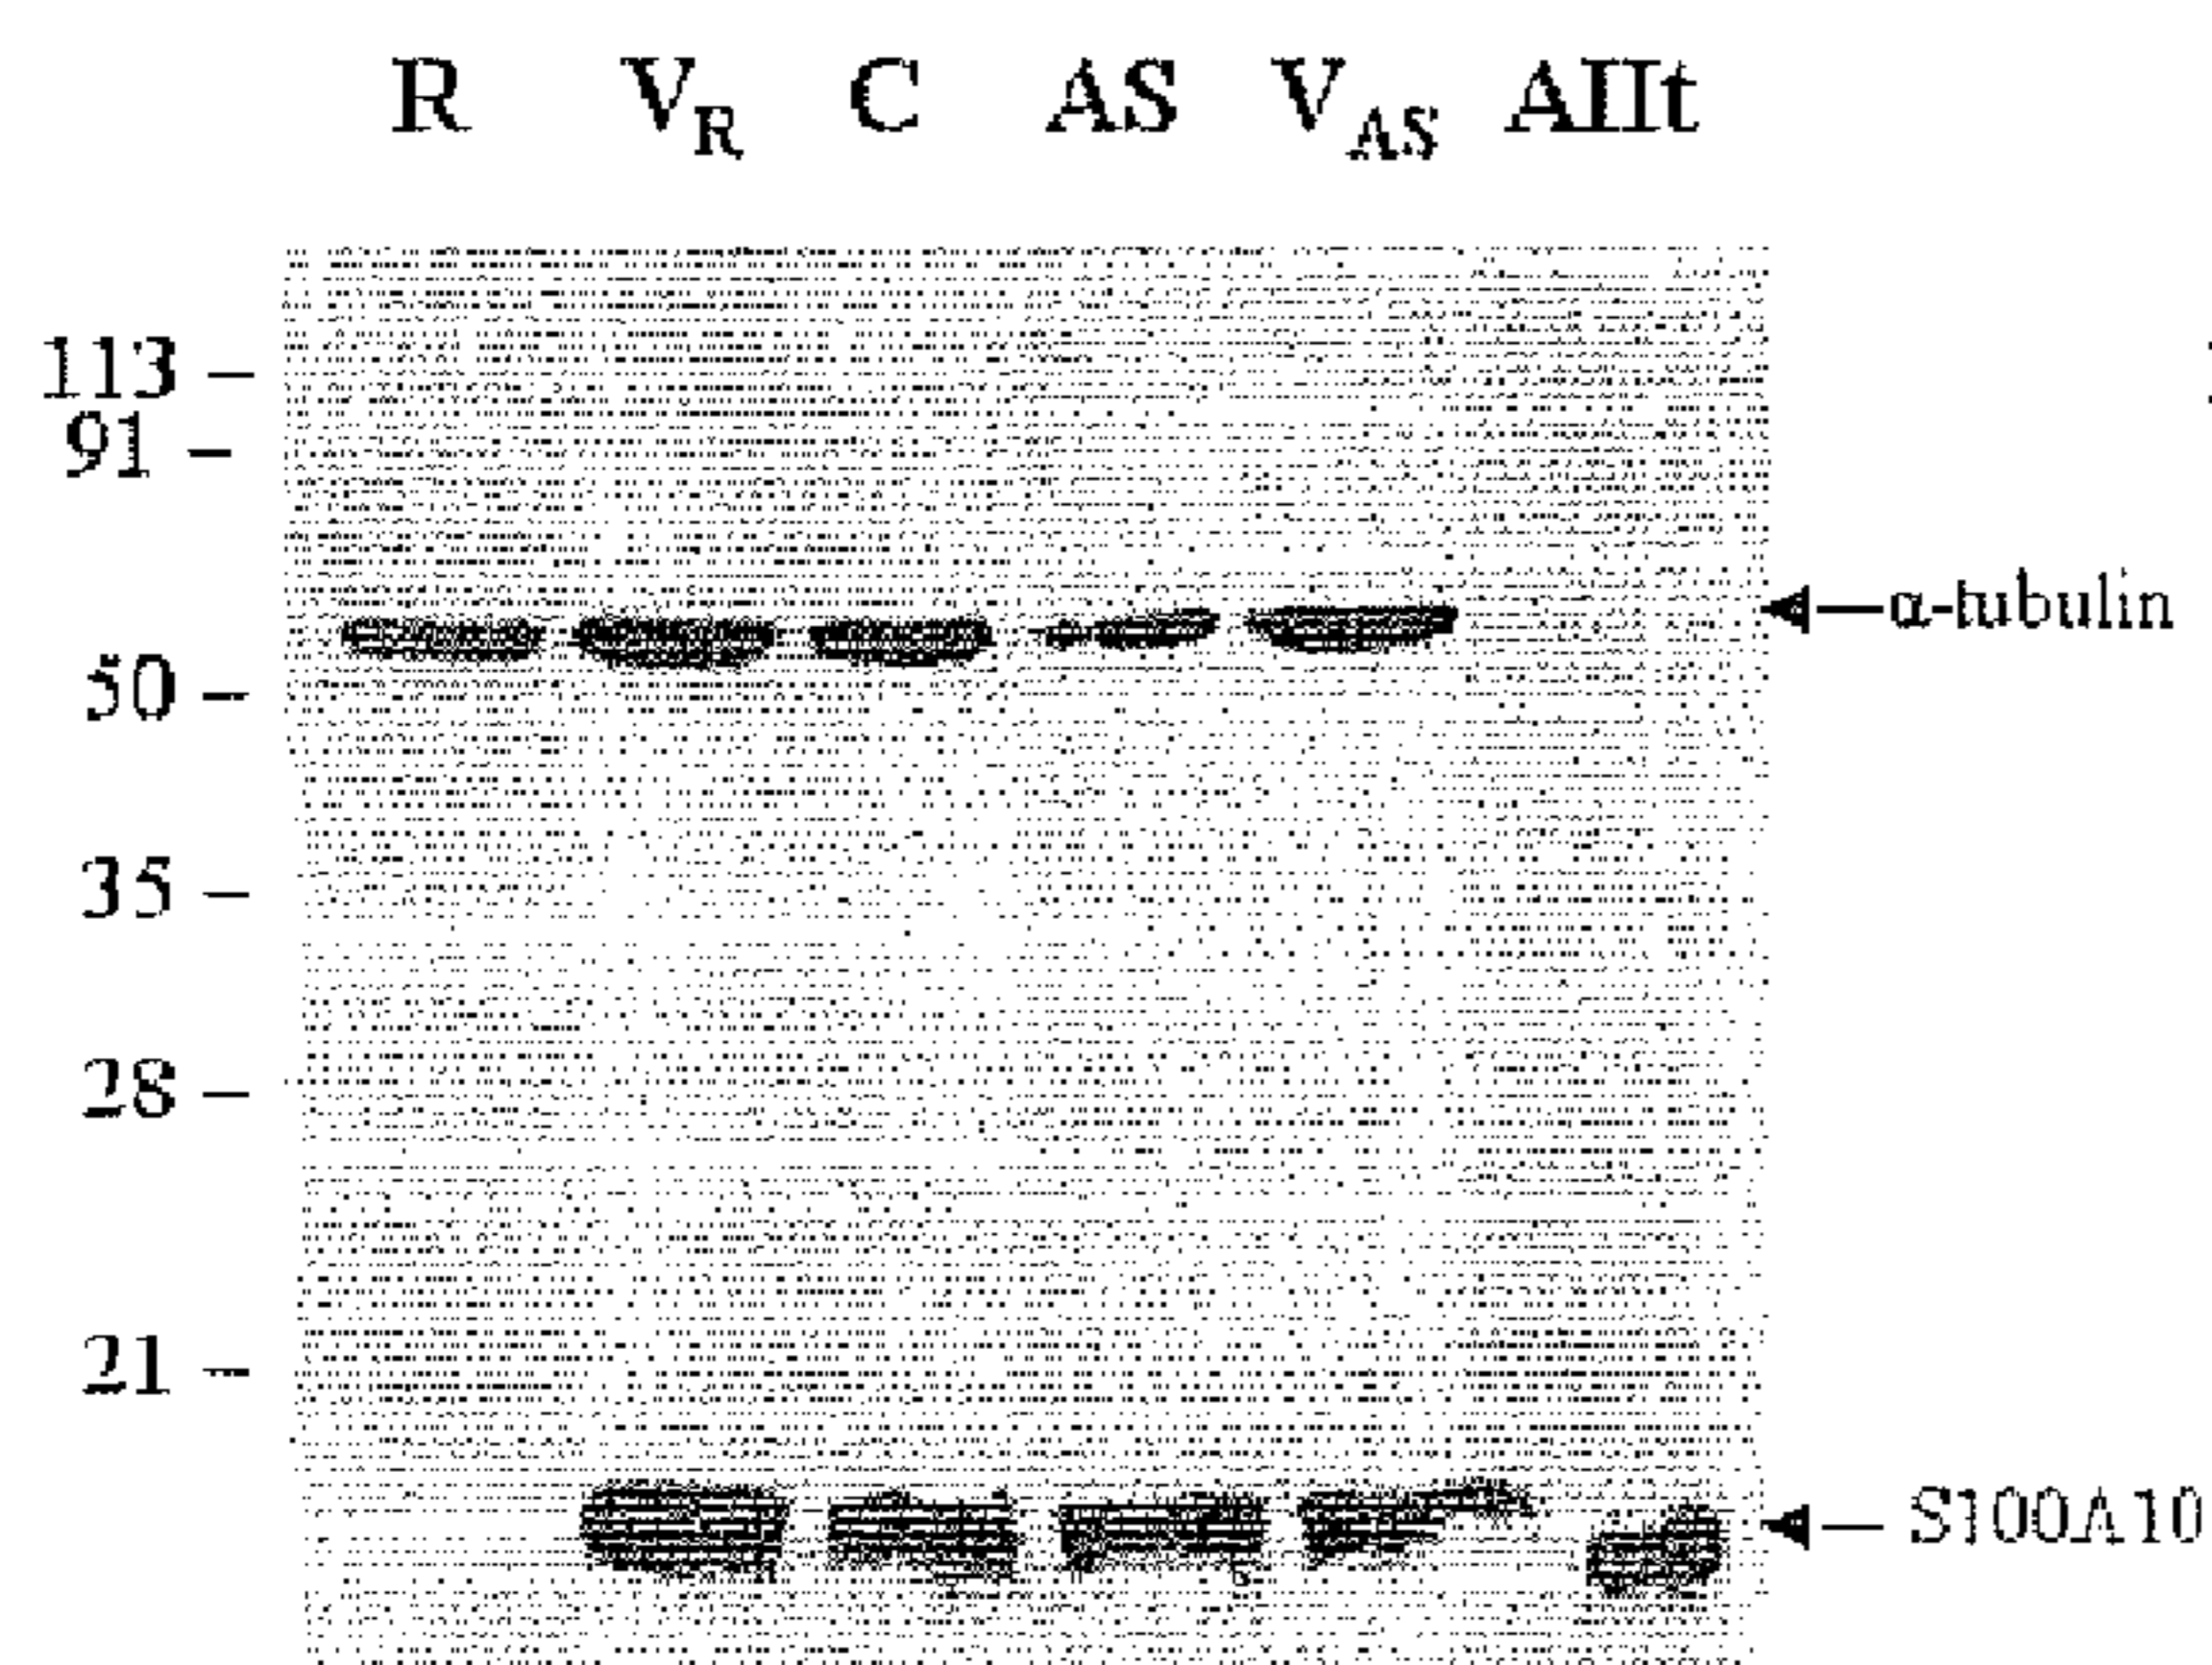 R V_R C AS V_AS AIIt
113
91
α-tubulin
50
35
28
21
S100A10